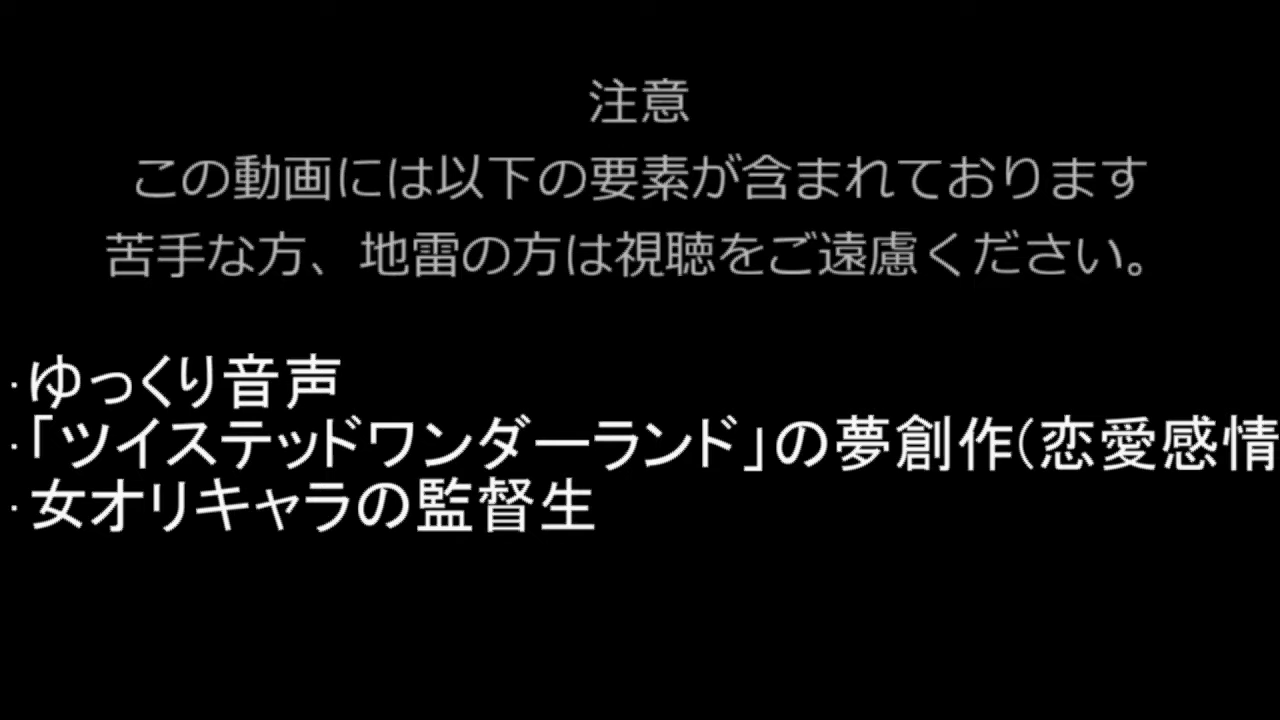 注意
この動画には以下の要素が含まれております
苦手な方、地雷の方は視聴をご遠慮ください。
·ゆっくり音声
·「ツイステッドワンダーランド」の夢創作(恋愛感情
·女オリキャラの監督生